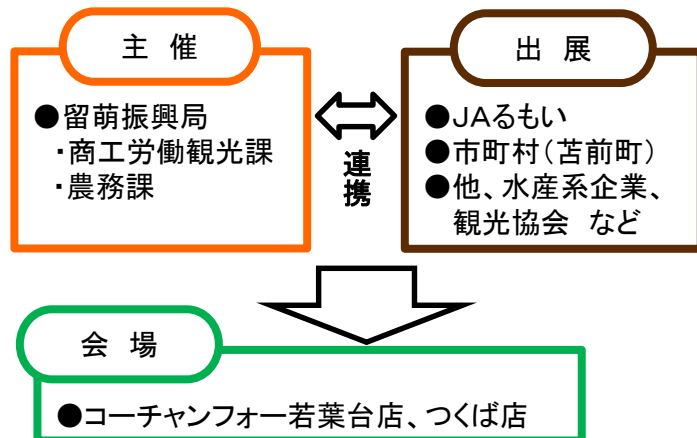 主 催
●留萌振興局
・商工労働観光課
・農務課
連携
出 展
●JAるもい
●市町村(苫前町)
●他、水産系企業、
観光協会 など
会 場
●コーチャンフォー若葉台店、つくば店